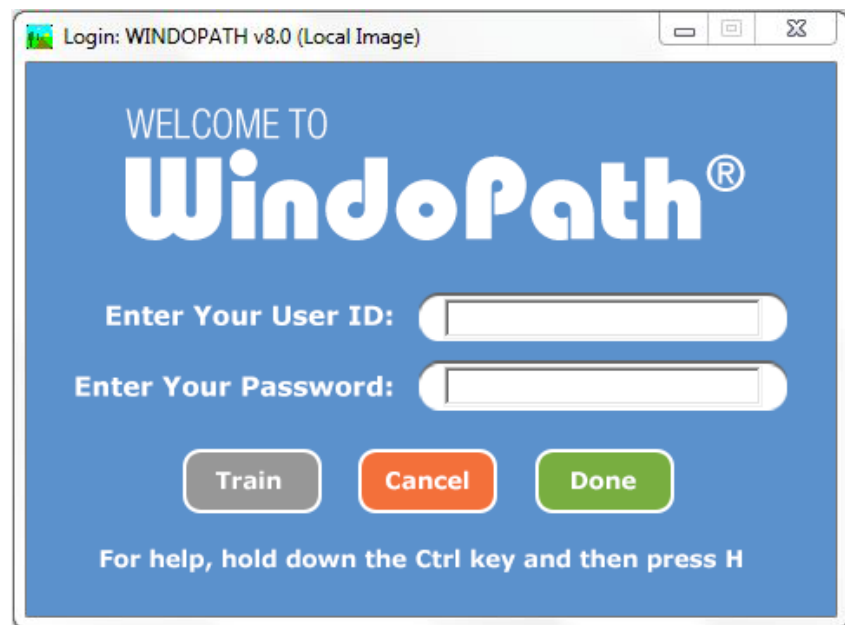 Login: WINDOPATH v8.0 (Local Image)
WELCOME TO
WindoPath®
Enter Your User ID:
Enter Your Password:
Train Cancel Done
For help, hold down the Ctrl key and then press H